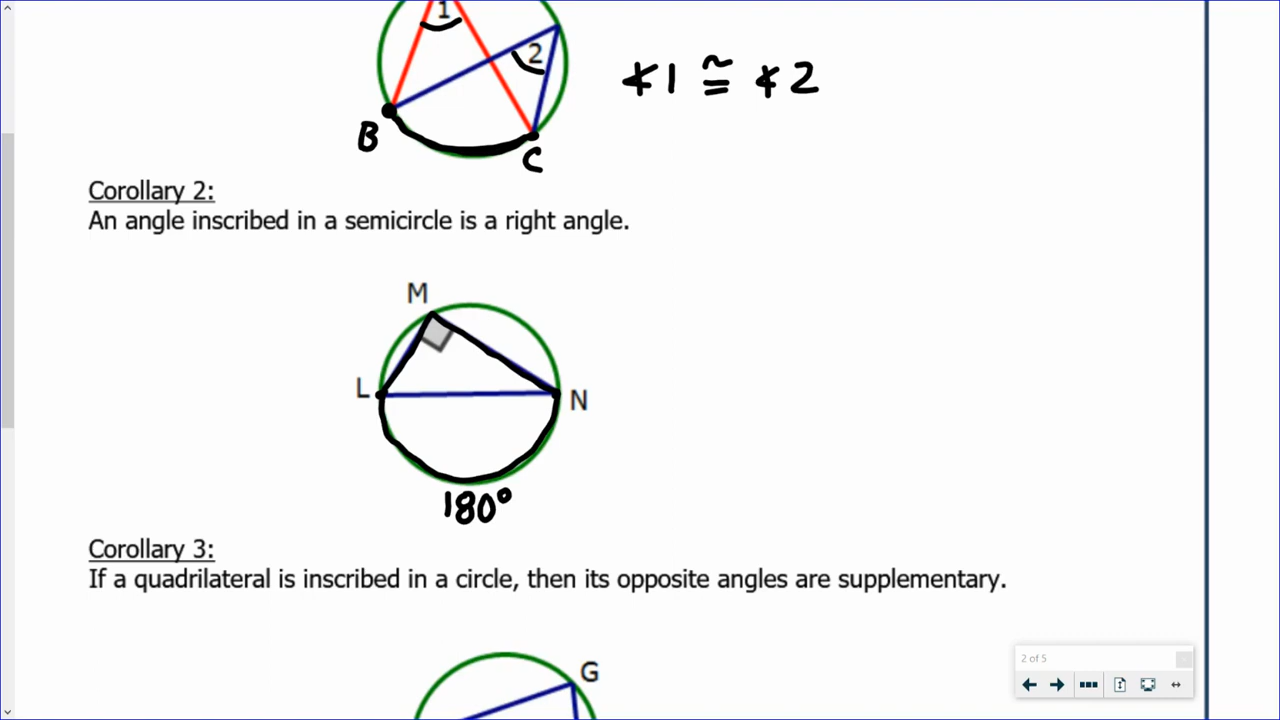 1
2
∡1 ≅ ∡2
B
C
Corollary 2:
An angle inscribed in a semicircle is a right angle.
M
L
N
180°
Corollary 3:
If a quadrilateral is inscribed in a circle, then its opposite angles are supplementary.
G
2 of 5